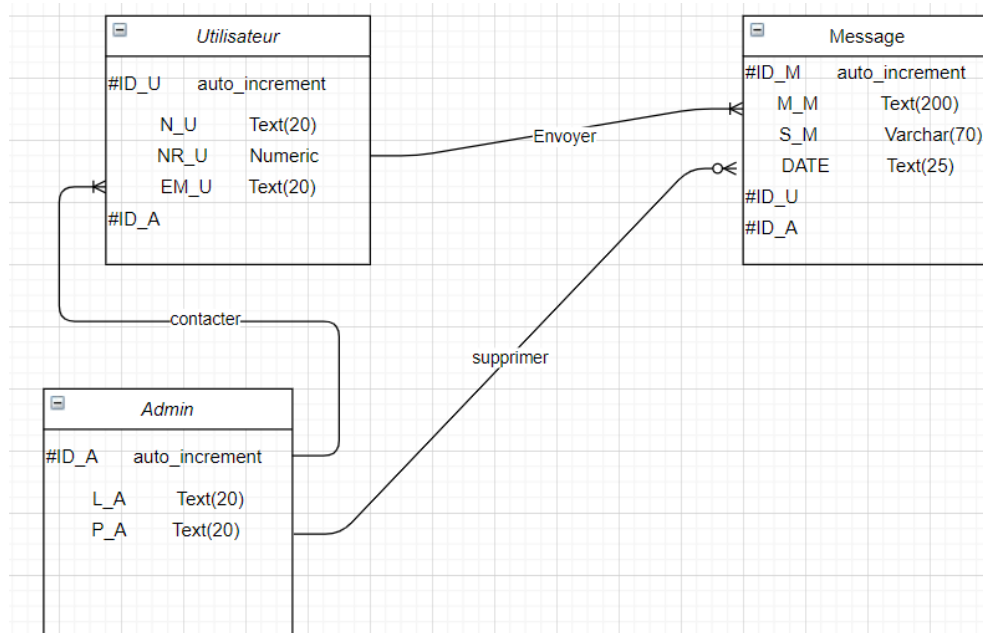 Utilisateur
#ID_U auto_increment
N_U Text(20)
NR_U Numeric
EM_U Text(20)
#ID_A
Message
#ID_M auto_increment
M_M Text(200)
S_M Varchar(70)
DATE Text(25)
#ID_U
#ID_A
Envoyer
contacter
supprimer
Admin
#ID_A auto_increment
L_A Text(20)
P_A Text(20)